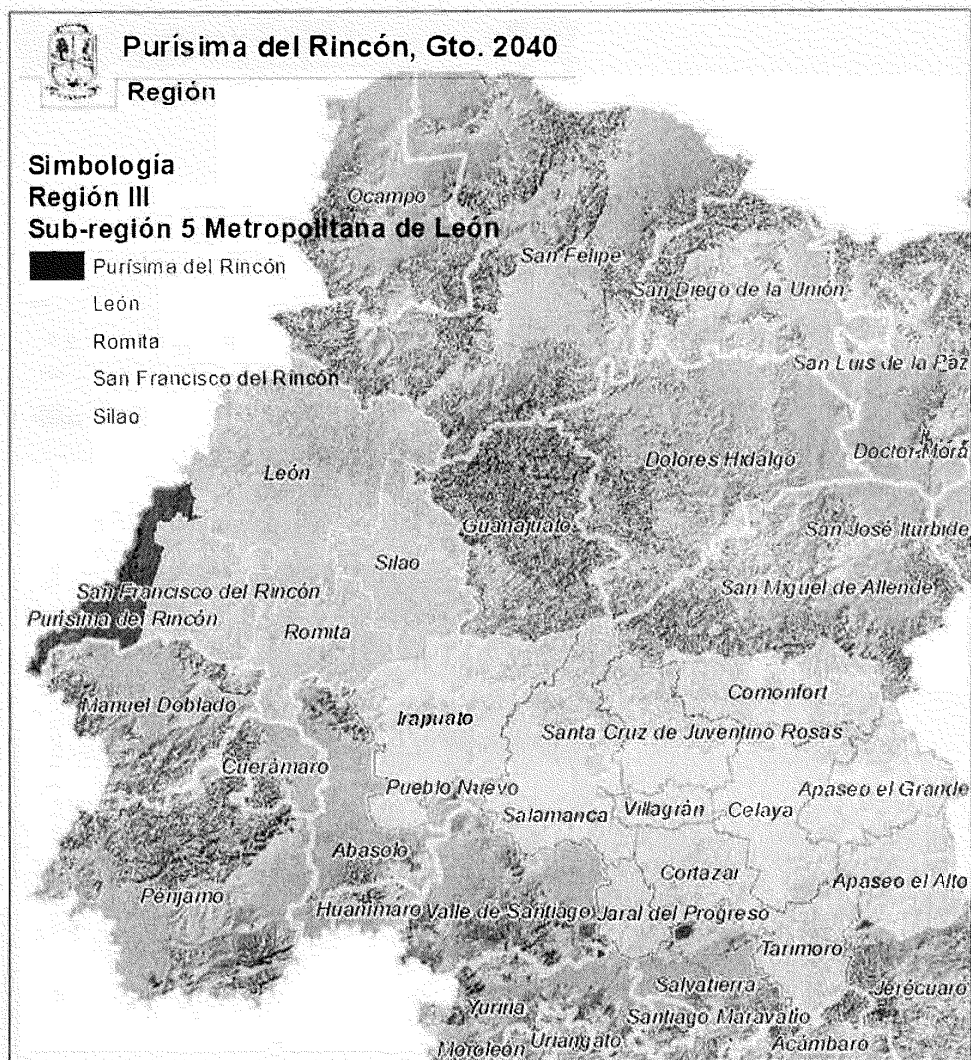 Purísima del Rincón, Gto. 2040
Región
Simbología
Región III
Sub-región 5 Metropolitana de León
Purísima del Rincón
León
Romita
San Francisco del Rincón
Silao
Ocampo
San Felipe
San Diego de la Unión
San Luis de la Paz
León
Dolores Hidalgo
Doctor Mora
Guanajuato
San José Iturbide
Silao
San Francisco del Rincón
San Miguel de Allende
Purísima del Rincón
Romita
Manuel Doblado
Irapuato
Comonfort
Santa Cruz de Juventino Rosas
Cuerámaro
Pueblo Nuevo
Apaseo el Grande
Salamanca
Villagrán
Celaya
Abasolo
Cortazar
Pénjamo
Apaseo el Alto
Huanímaro
Valle de Santiago
Jaral del Progreso
Tarimoro
Salvatierra
Jerécuaro
Yuriria
Santiago Maravatío
Uriangato
Moroleón
Acámbaro